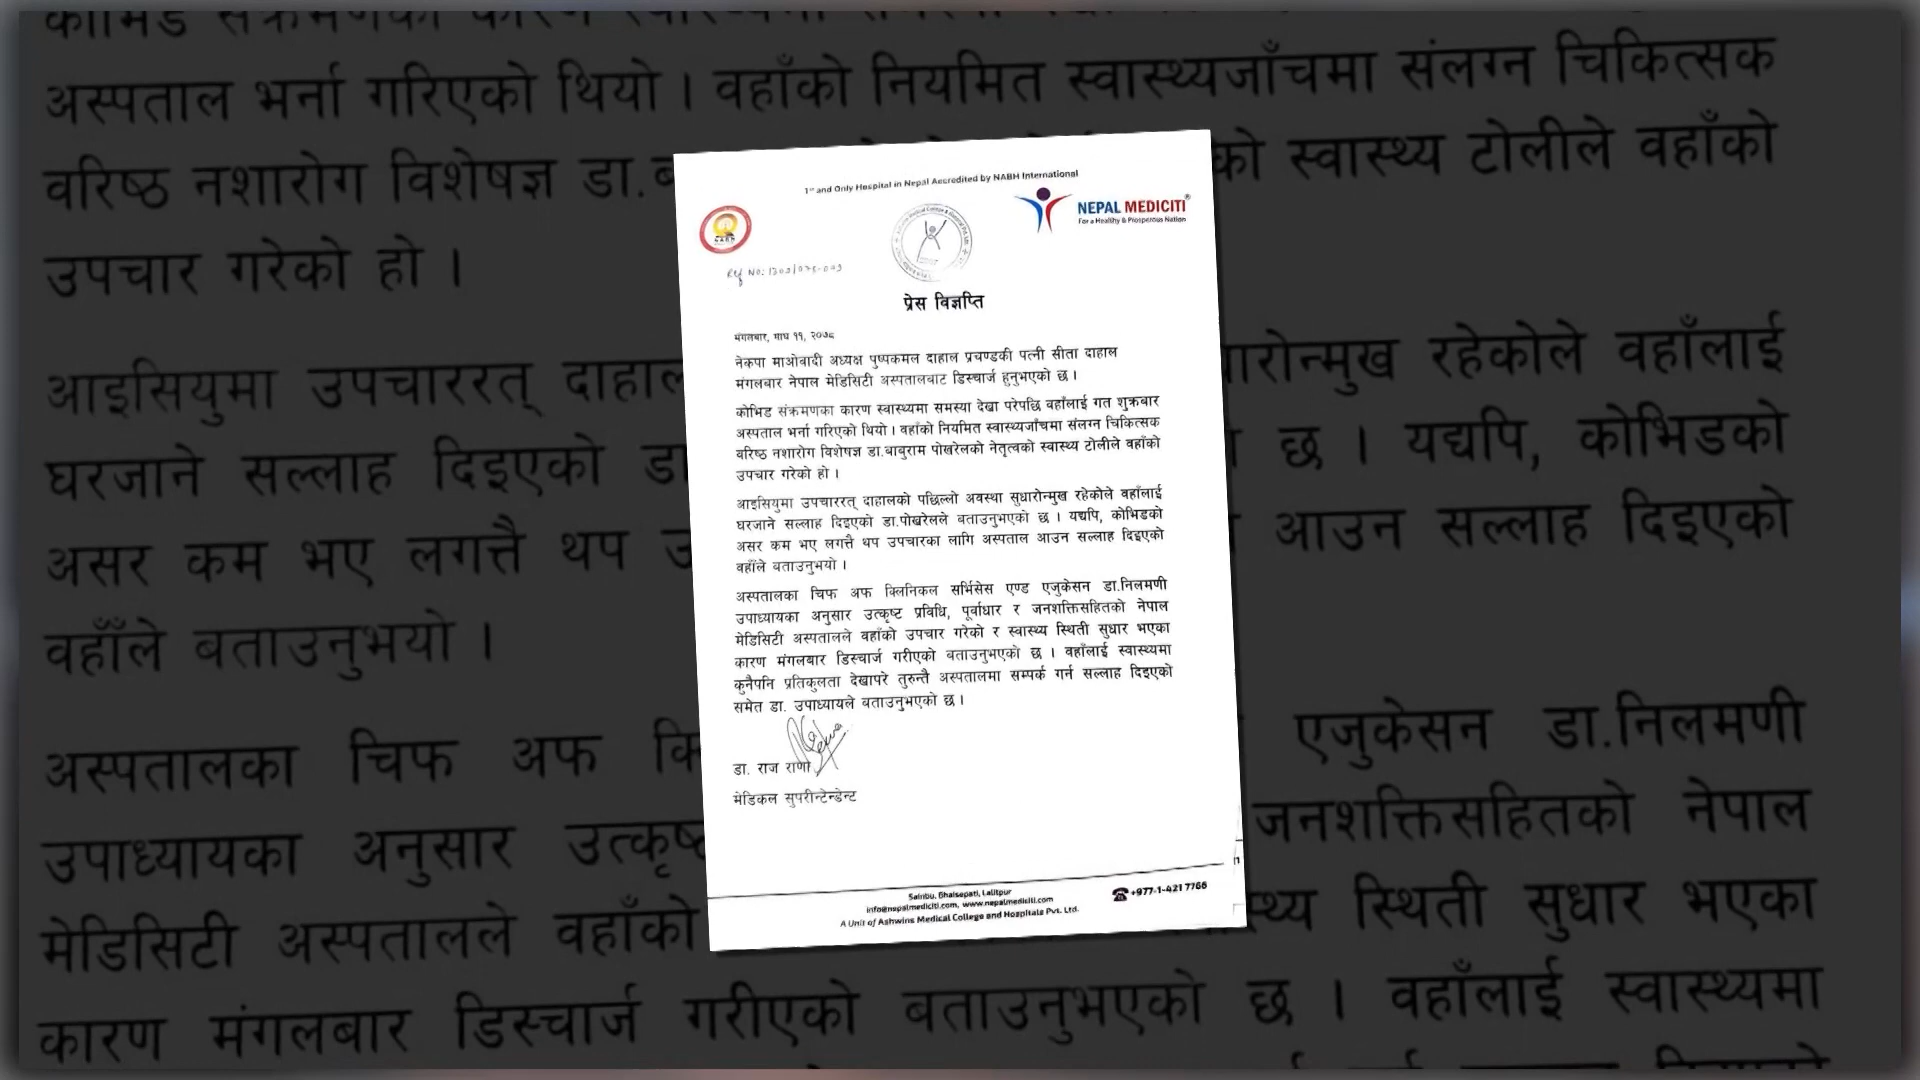 1st and Only Hospital in Nepal Accredited by NABH International
NEPAL MEDICITI
For a Healthy & Prosperous Nation
प्रेस विज्ञप्ति
मंगलबार, माघ ११, २०७८
नेकपा माओवादी अध्यक्ष पुष्पकमल दाहाल प्रचण्डकी पत्नी सीता दाहाल
मंगलबार नेपाल मेडिसिटी अस्पतालबाट डिस्चार्ज हुनुभएको छ ।
कोभिड संक्रमणका कारण स्वास्थ्यमा समस्या देखा परेपछि वहाँलाई गत शुक्रबार
अस्पताल भर्ना गरिएको थियो । वहाँको नियमित स्वास्थ्यजाँचमा संलग्न चिकित्सक
वरिष्ठ नशारोग विशेषज्ञ डा.बाबुराम पोखरेलको नेतृत्वको स्वास्थ्य टोलीले वहाँको
उपचार गरेको हो ।
आइसियुमा उपचाररत् दाहालको पछिल्लो अवस्था सुधारोन्मुख रहेकोले वहाँलाई
घरजाने सल्लाह दिइएको डा.पोखरेलले बताउनुभएको छ । यद्यपि, कोभिडको
असर कम भए लगत्तै थप उपचारका लागि अस्पताल आउन सल्लाह दिइएको
वहाँले बताउनुभयो ।
अस्पतालका चिफ अफ क्लिनिकल सर्भिसेस एण्ड एजुकेसन डा.निलमणी
उपाध्यायका अनुसार उत्कृष्ट प्रविधि, पूर्वाधार र जनशक्तिसहितको नेपाल
मेडिसिटी अस्पतालले वहाँको उपचार गरेको र स्वास्थ्य स्थिती सुधार भएका
कारण मंगलबार डिस्चार्ज गरीएको बताउनुभएको छ । वहाँलाई स्वास्थ्यमा
कुनैपनि प्रतिकुलता देखापरे तुरुन्तै अस्पतालमा सम्पर्क गर्न सल्लाह दिइएको
समेत डा. उपाध्यायले बताउनुभएको छ ।
डा. राज राणा
मेडिकल सुपरीन्टेन्डेन्ट
Sainbu, Bhaisepati, Lalitpur
info@nepalmediciti.com, www.nepalmediciti.com
A Unit of Ashwins Medical College and Hospitals Pvt. Ltd.
+977-1-421 7766